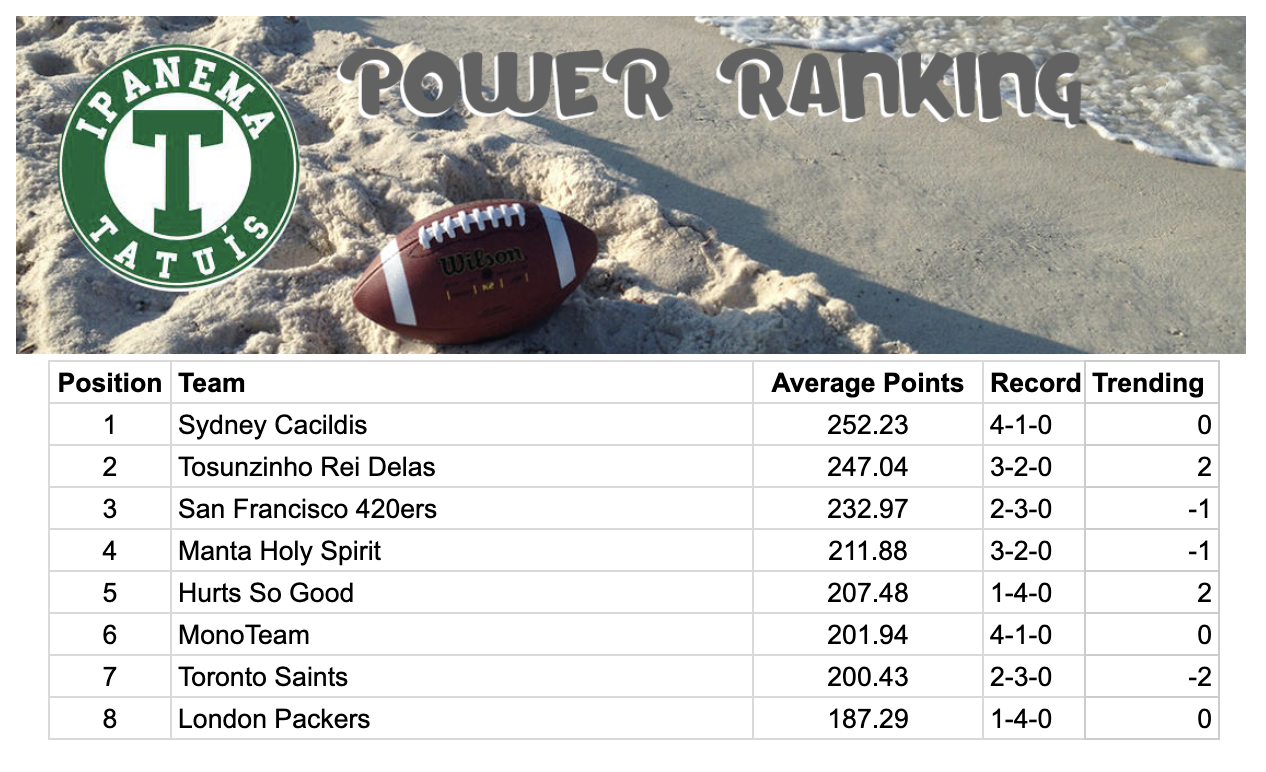 IPANEMA
T
TATUÍS
POWER RANKING
Wilson
Position Team Average Points Record Trending
1 Sydney Cacildis 252.23 4-1-0 0
2 Tosunzinho Rei Delas 247.04 3-2-0 2
3 San Francisco 420ers 232.97 2-3-0 -1
4 Manta Holy Spirit 211.88 3-2-0 -1
5 Hurts So Good 207.48 1-4-0 2
6 MonoTeam 201.94 4-1-0 0
7 Toronto Saints 200.43 2-3-0 -2
8 London Packers 187.29 1-4-0 0